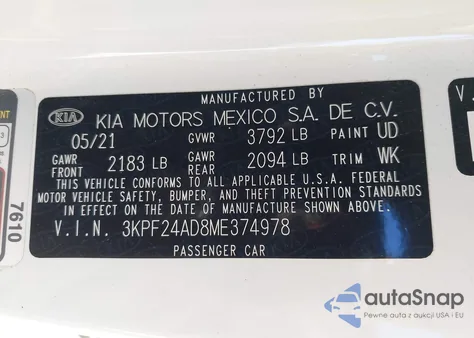 MANUFACTURED BY
KIA KIA MOTORS MEXICO S.A. DE C.V.
05/21 GVWR 3792 LB PAINT UD
GAWR FRONT 2183 LB GAWR REAR 2094 LB TRIM WK
THIS VEHICLE CONFORMS TO ALL APPLICABLE U.S.A. FEDERAL
MOTOR VEHICLE SAFETY, BUMPER, AND THEFT PREVENTION STANDARDS
IN EFFECT ON THE DATE OF MANUFACTURE SHOWN ABOVE.
V.I.N. 3KPF24AD8ME374978
PASSENGER CAR
7610
V.
autoSnap
Pewne auta z aukcji USA i EU